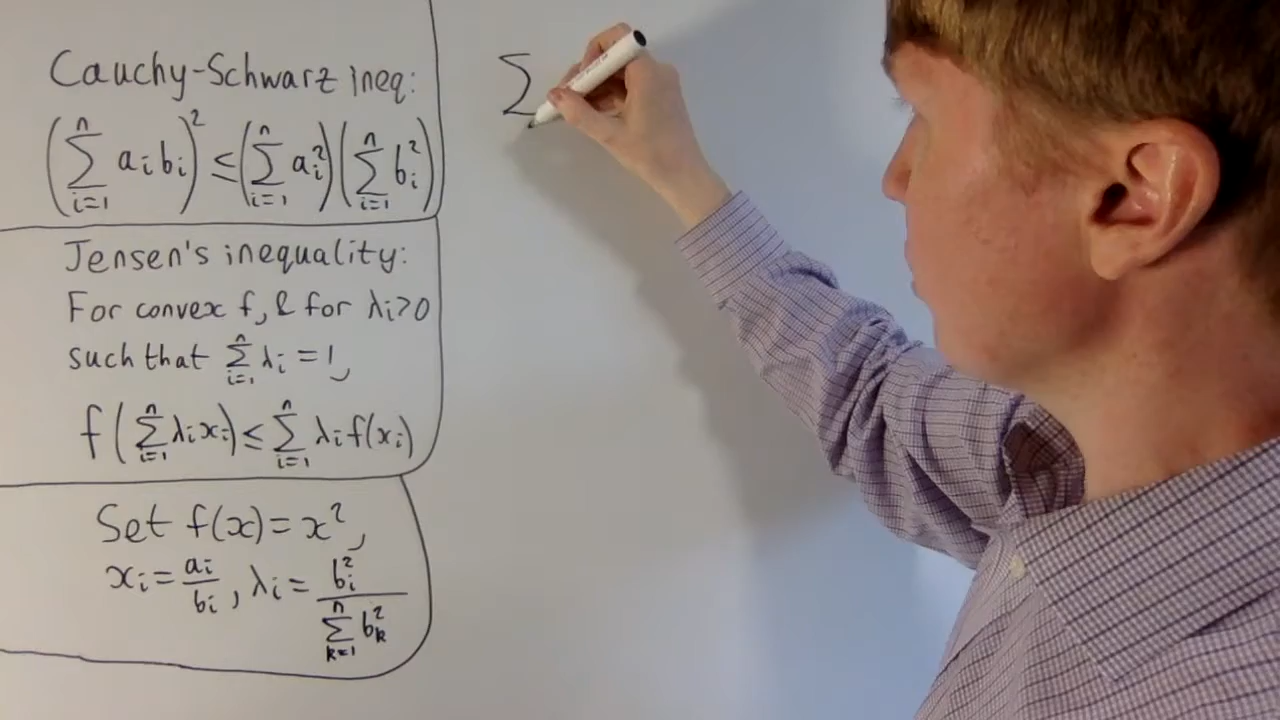 Cauchy-Schwarz ineq:
(∑_{i=1}^{n} a_i b_i)^2 ≤ (∑_{i=1}^{n} a_i^2)(∑_{i=1}^{n} b_i^2)
Jensen's inequality:
For convex f, & for λ_i>0
such that ∑_{i=1}^{n} λ_i = 1,
f(∑_{i=1}^{n} λ_i x_i) ≤ ∑_{i=1}^{n} λ_i f(x_i)
Set f(x) = x^2,
x_i = a_i/b_i, λ_i = b_i^2/∑_{k=1}^{n} b_k^2
∑